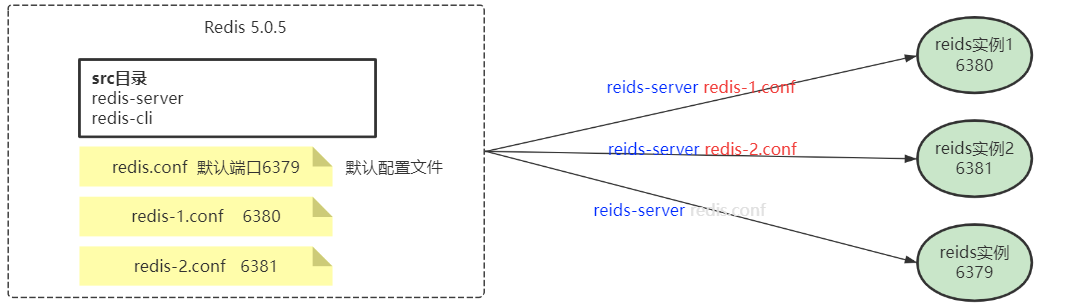 Redis 5.0.5
src目录
redis-server
redis-cli
redis.conf 默认端口6379
默认配置文件
redis-1.conf 6380
redis-2.conf 6381
reids-server redis-1.conf
reids-server redis-2.conf
reids-server redis.conf
reids实例1
6380
reids实例2
6381
reids实例
6379